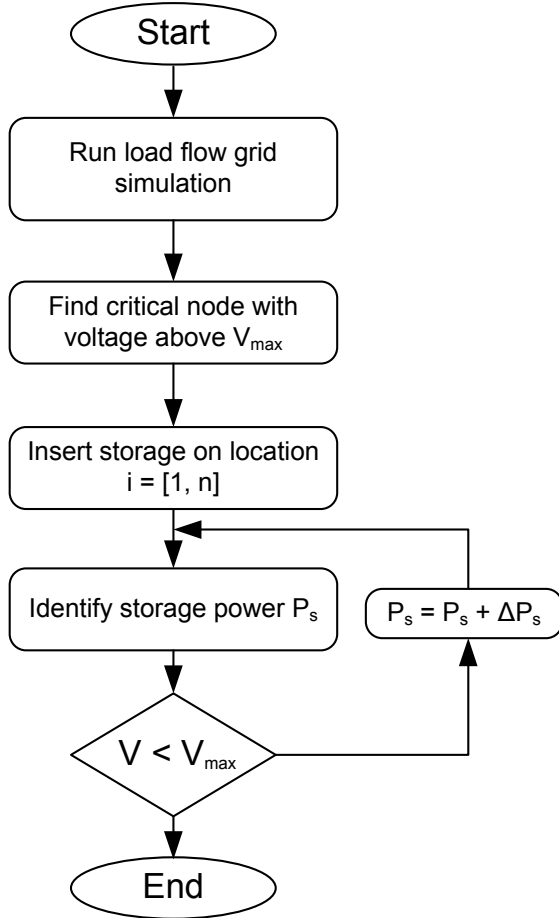 Start
Run load flow grid
simulation
Find critical node with
voltage above Vmax
Insert storage on location
i = [1, n]
Identify storage power Ps
Ps = Ps + ΔPs
V < Vmax
End